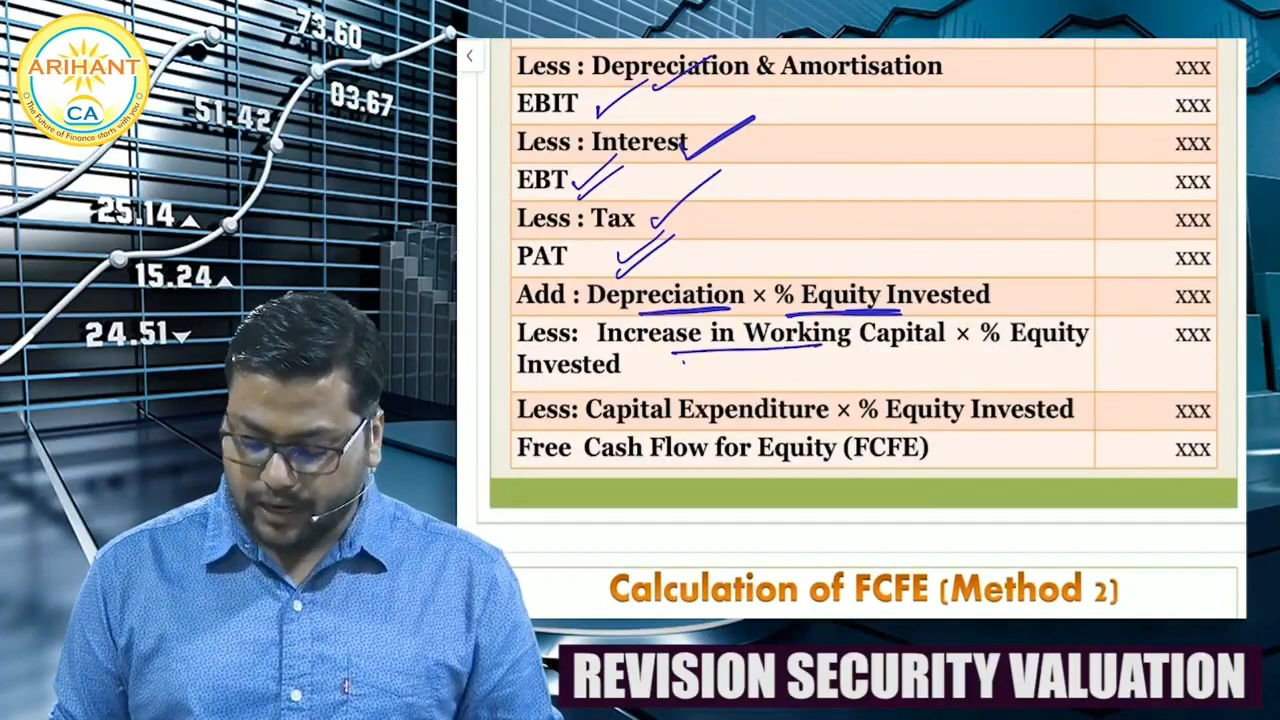 ARIHANT
CA
The Future of Finance starts with you
73.60
51.42
03.67
25.14
15.24
24.51
Less : Depreciation & Amortisation xxx
EBIT xxx
Less : Interest xxx
EBT xxx
Less : Tax xxx
PAT xxx
Add : Depreciation × % Equity Invested xxx
Less: Increase in Working Capital × % Equity xxx
Invested
Less: Capital Expenditure × % Equity Invested xxx
Free Cash Flow for Equity (FCFE) xxx
Calculation of FCFE (Method 2)
REVISION SECURITY VALUATION